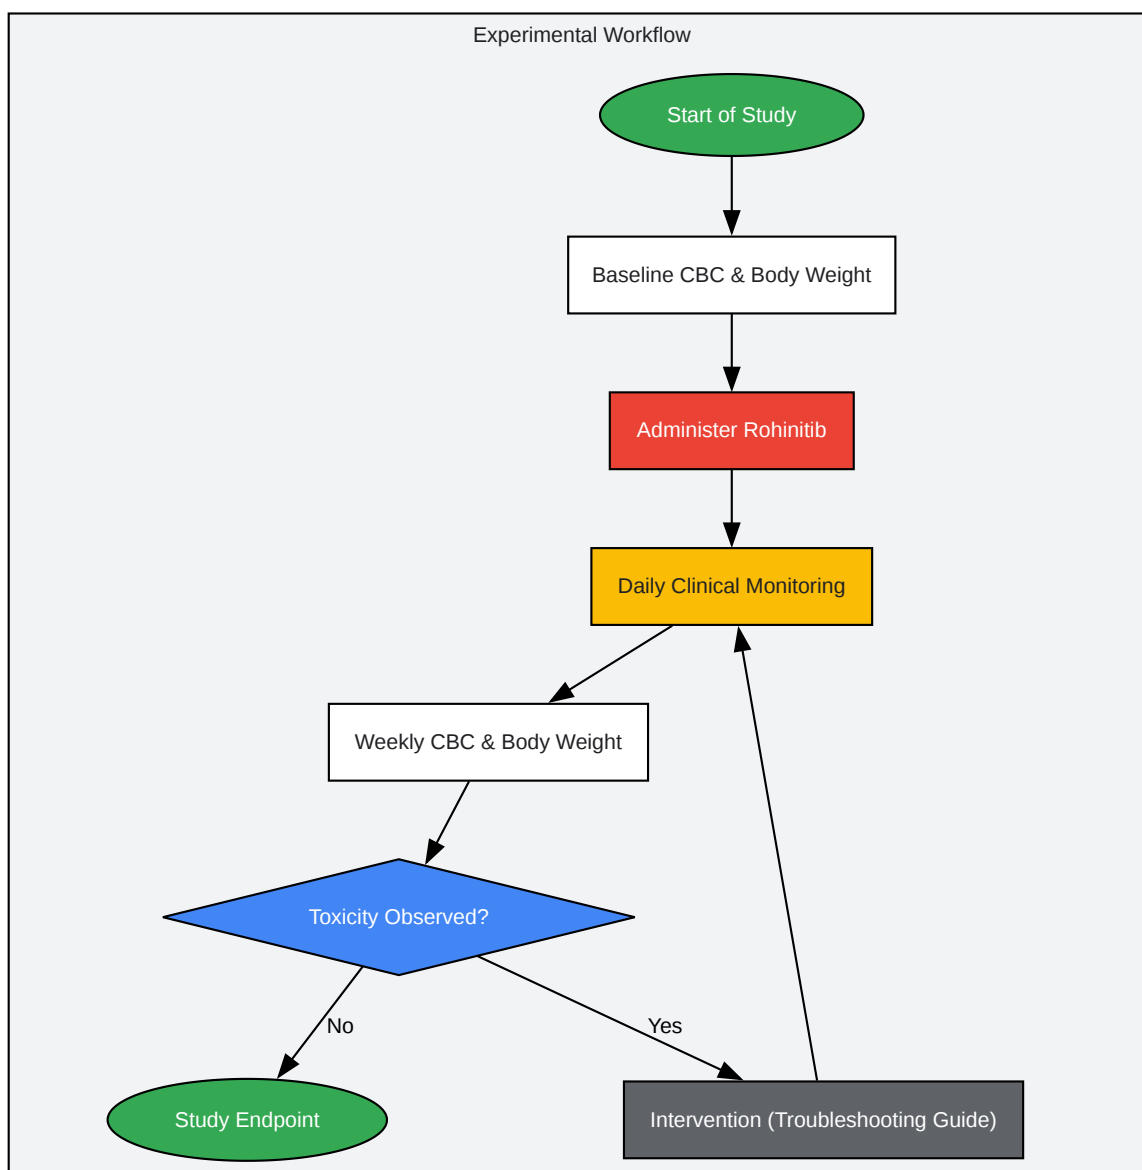 Experimental Workflow
Start of Study
Baseline CBC & Body Weight
Administer Rohinitib
Daily Clinical Monitoring
Weekly CBC & Body Weight
Toxicity Observed?
No
Yes
Study Endpoint
Intervention (Troubleshooting Guide)